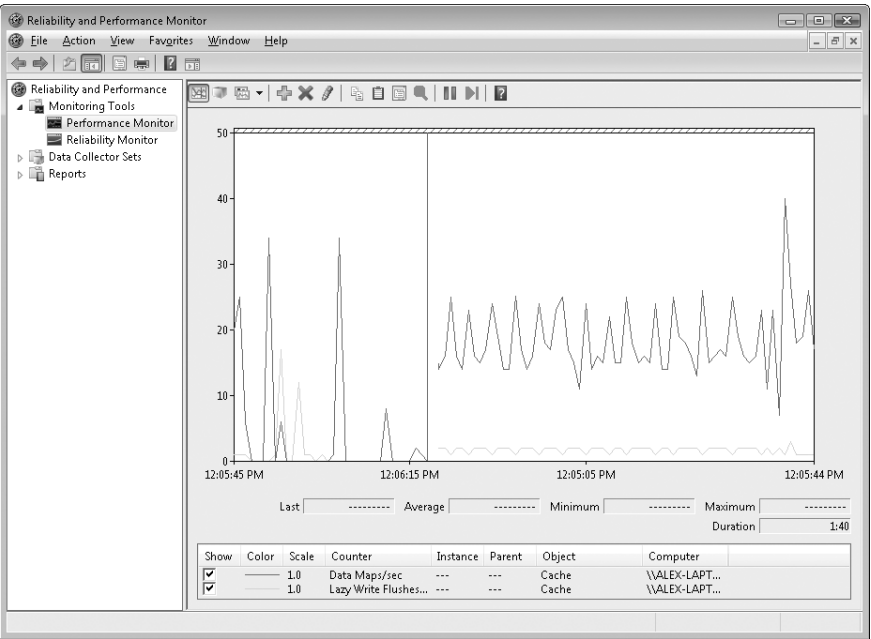 Reliability and Performance Monitor
File Action View Favorites Window Help
Reliability and Performance
Monitoring Tools
Performance Monitor
Reliability Monitor
Data Collector Sets
Reports
50
40
30
20
10
0
12:05:45 PM 12:06:15 PM 12:05:05 PM 12:05:44 PM
Last --------- Average --------- Minimum --------- Maximum ---------
Duration 1:40
Show Color Scale Counter Instance Parent Object Computer
1.0 Data Maps/sec --- --- Cache \\ALEX-LAPT...
1.0 Lazy Write Flushes... --- --- Cache \\ALEX-LAPT...